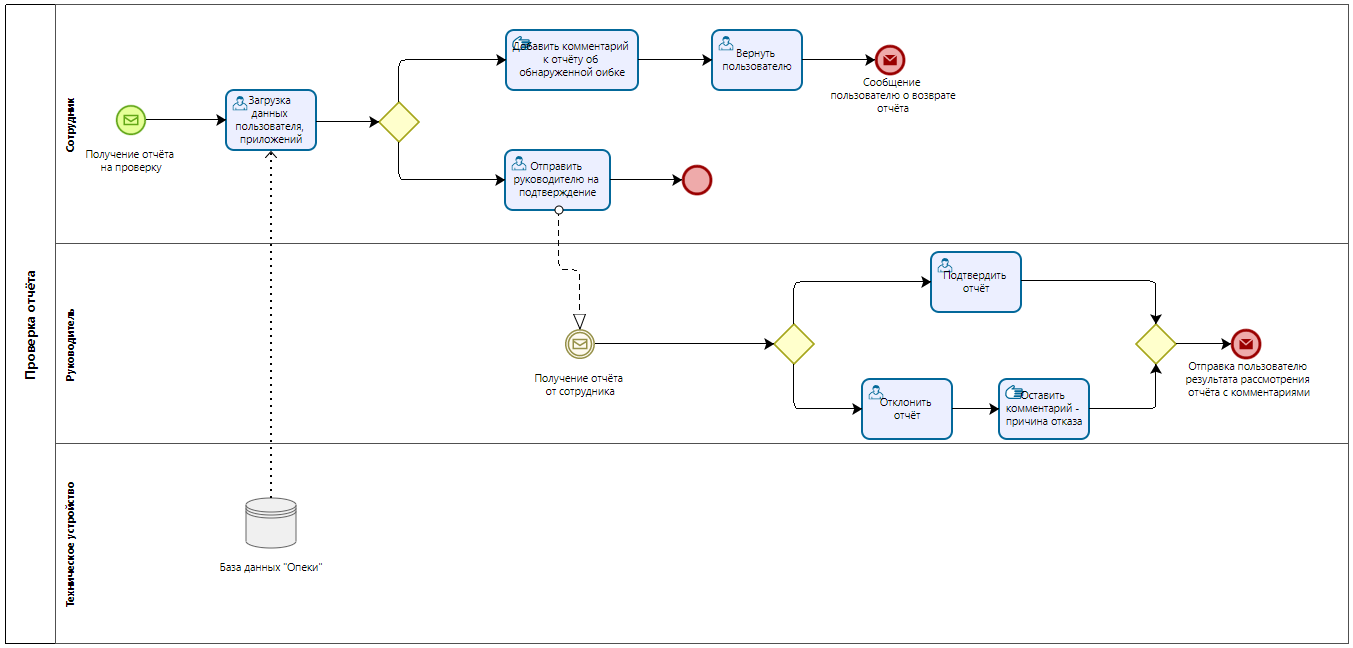 Проверка отчёта
Сотрудник
Получение отчёта
на проверку
Загрузка
данных
пользователя,
приложений
Добавить комментарий
к отчёту об
обнаруженной оибке
Вернуть
пользователю
Сообщение
пользователю о возврате
отчёта
Отправить
руководителю на
подтверждение
Руководитель
Получение отчёта
от сотрудника
Подтвердить
отчёт
Отклонить
отчёт
Оставить
комментарий -
причина отказа
Отправка пользователю
результата рассмотрения
отчёта с комментариями
Техническое устройство
База данных "Опеки"